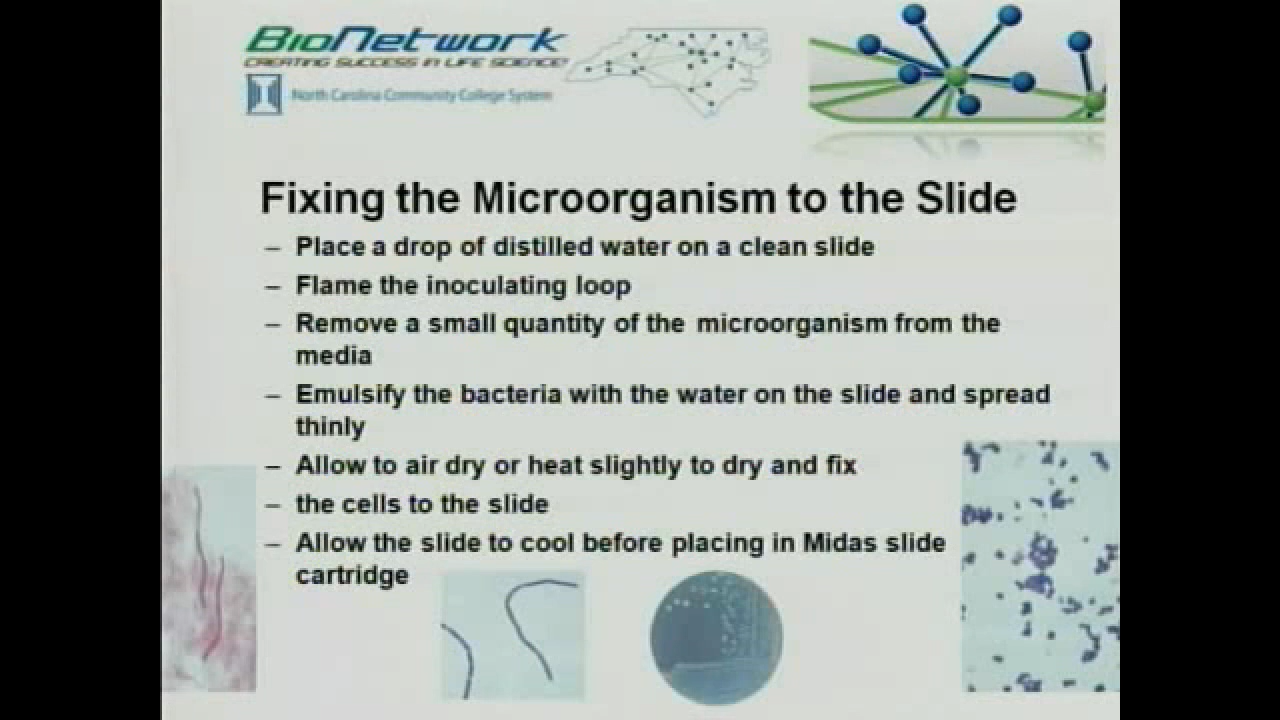 BioNetwork
CREATING SUCCESS IN LIFE SCIENCE
North Carolina Community College System
Fixing the Microorganism to the Slide
– Place a drop of distilled water on a clean slide
– Flame the inoculating loop
– Remove a small quantity of the microorganism from the
media
– Emulsify the bacteria with the water on the slide and spread
thinly
– Allow to air dry or heat slightly to dry and fix
– the cells to the slide
– Allow the slide to cool before placing in Midas slide
cartridge